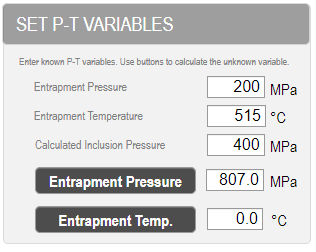 SET P-T VARIABLES
Enter known P-T variables. Use buttons to calculate the unknown variable.
Entrapment Pressure 200 MPa
Entrapment Temperature 515 °C
Calculated Inclusion Pressure 400 MPa
Entrapment Pressure 807.0 MPa
Entrapment Temp. 0.0 °C